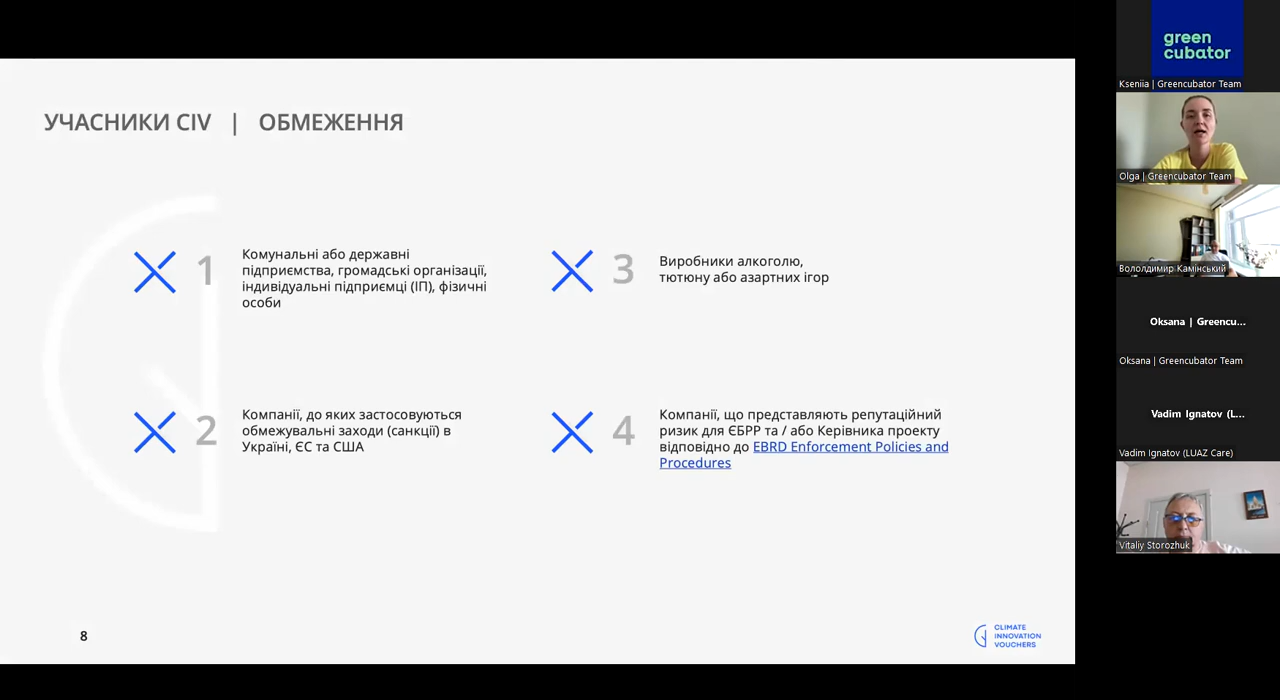 УЧАСНИКИ CIV | ОБМЕЖЕННЯ
1
Комунальні або державні
підприємства, громадські організації,
індивідуальні підприємці (ІП), фізичні
особи
2
Компанії, до яких застосовуються
обмежувальні заходи (санкції) в
Україні, ЄС та США
3
Виробники алкоголю,
тютюну або азартних ігор
4
Компанії, що представляють репутаційний
ризик для ЄБРР та / або Керівника проекту
відповідно до EBRD Enforcement Policies and
Procedures
8
CLIMATE
INNOVATION
VOUCHERS
green
cubator
Kseniia | Greencubator Team
Olga | Greencubator Team
Вололдимир Камінський
Oksana | Greencu...
Oksana | Greencubator Team
Vadim Ignatov (L...
Vadim Ignatov (LUAZ Care)
Vitaliy Storozhuk